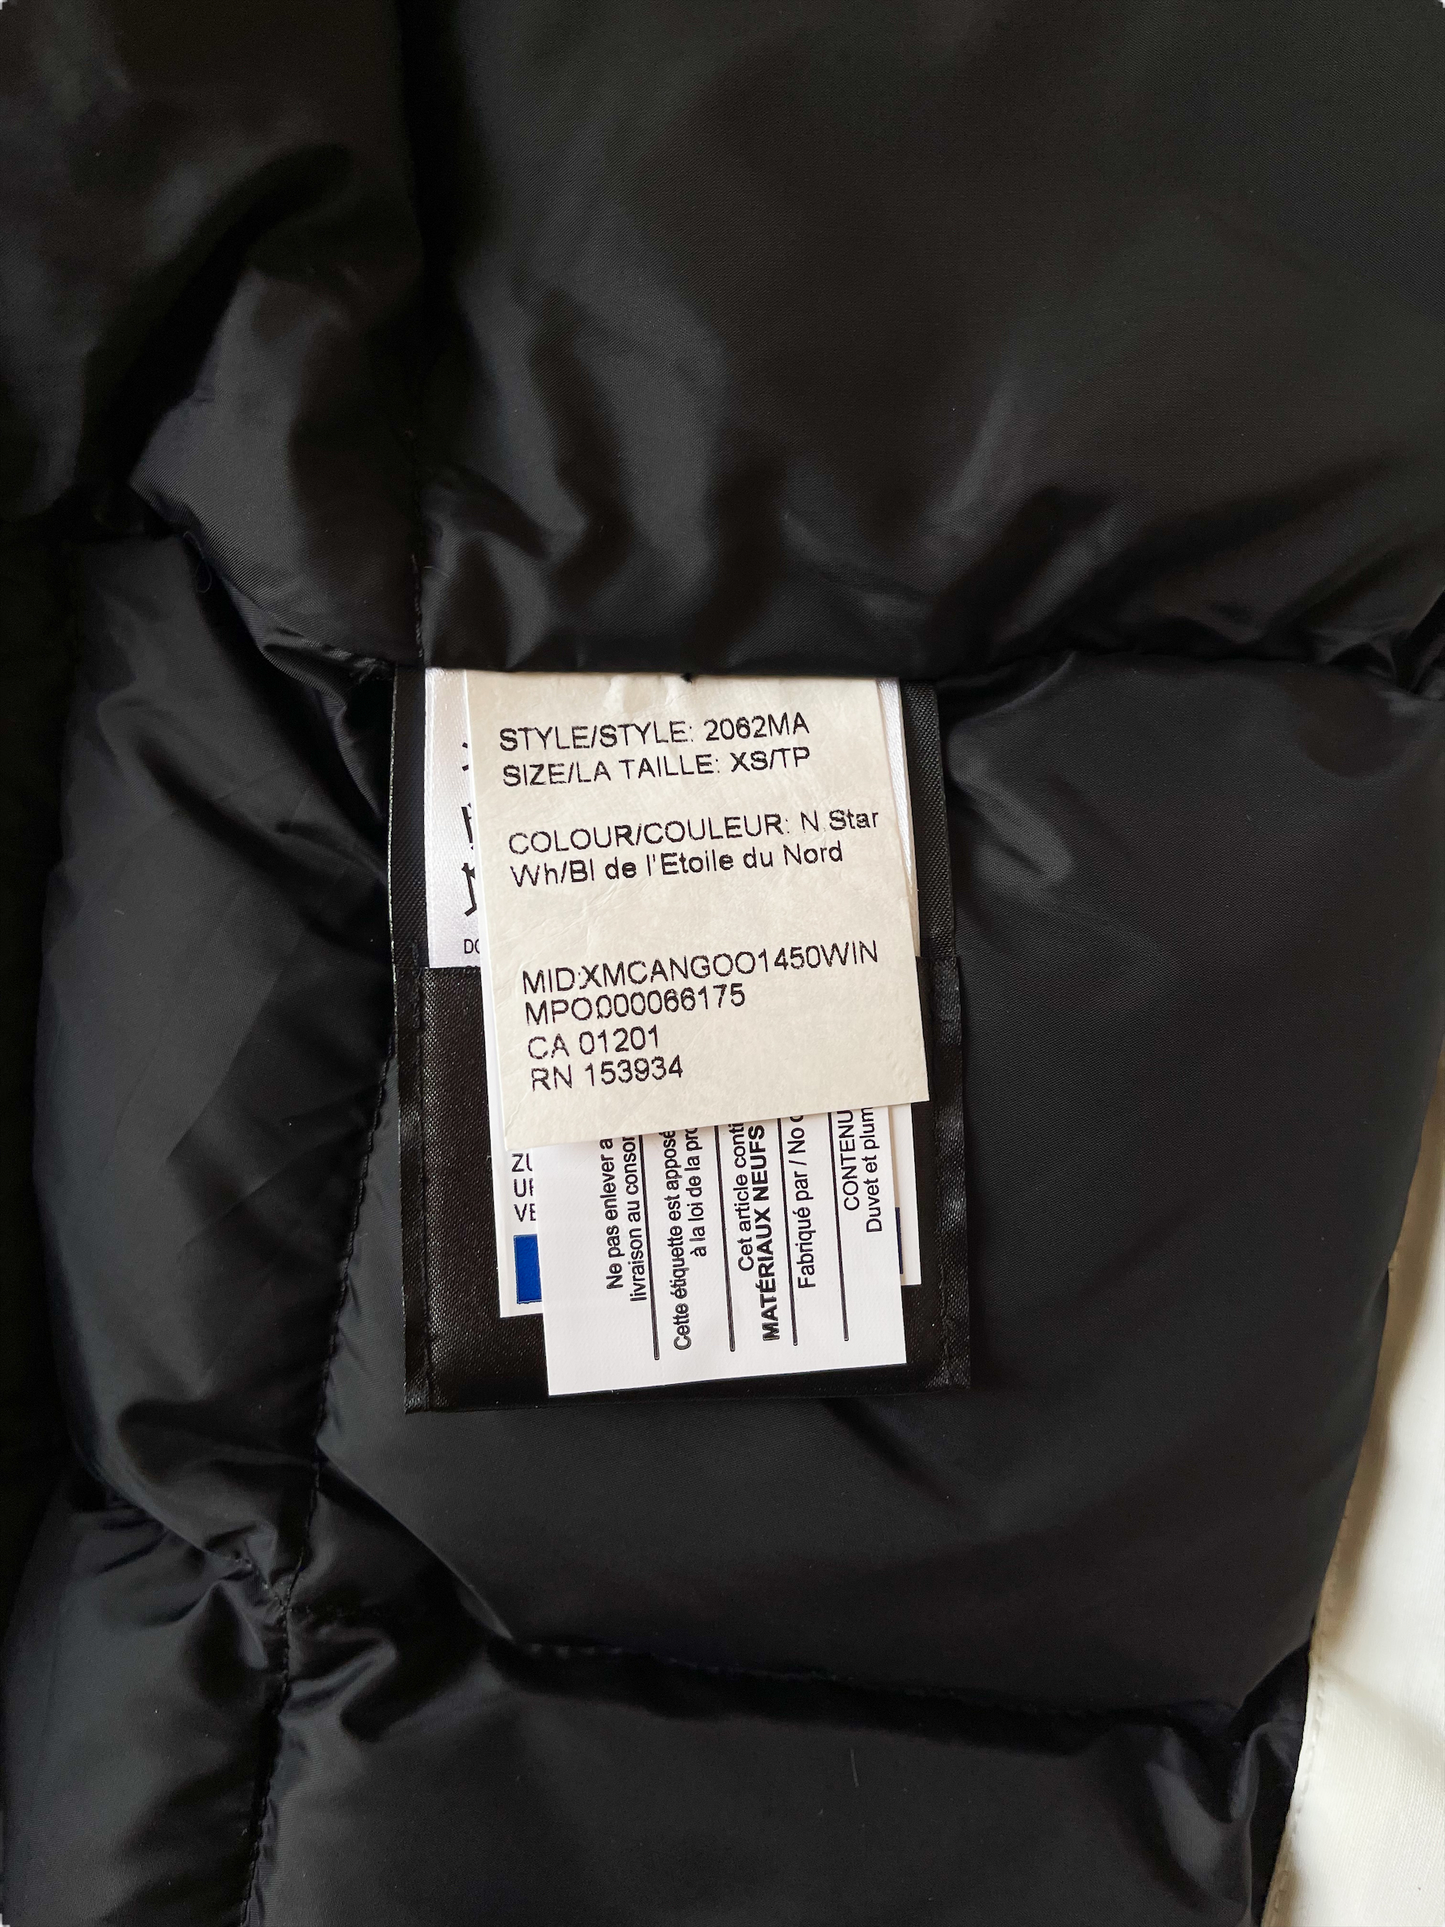 STYLE/STYLE: 2062MA
SIZE/LA TAILLE: XS/TP
COLOUR/COULEUR: N Star
Wh/Bl de l'Etoile du Nord
MID:XMCANGOO1450WIN
MPO000066175
CA 01201
RN 153934
Ne pas enlever a
livraison au consor
Cette étiquette est apposé
à la loi de la pro
Cet article conti
MATÉRIAUX NEUFS
Fabriqué par / No
CONTENU
Duvet et plum